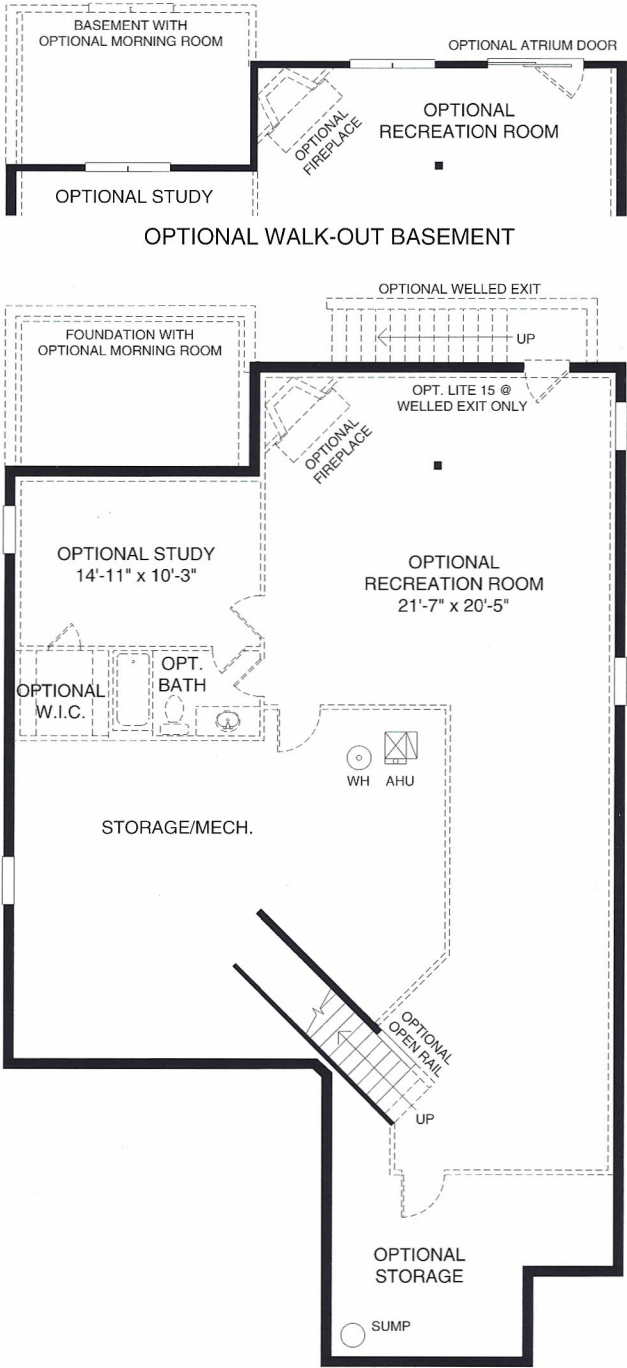 BASEMENT WITH
OPTIONAL MORNING ROOM
OPTIONAL ATRIUM DOOR
OPTIONAL
FIREPLACE
OPTIONAL
RECREATION ROOM
OPTIONAL STUDY
OPTIONAL WALK-OUT BASEMENT
OPTIONAL WELLED EXIT
FOUNDATION WITH
OPTIONAL MORNING ROOM
UP
OPT. LITE 15 @
WELLED EXIT ONLY
OPTIONAL
FIREPLACE
OPTIONAL STUDY
14'-11" x 10'-3"
OPTIONAL
RECREATION ROOM
21'-7" x 20'-5"
OPT.
BATH
OPTIONAL
W.I.C.
WH
AHU
STORAGE/MECH.
OPTIONAL
OPEN RAIL
UP
OPTIONAL
STORAGE
SUMP